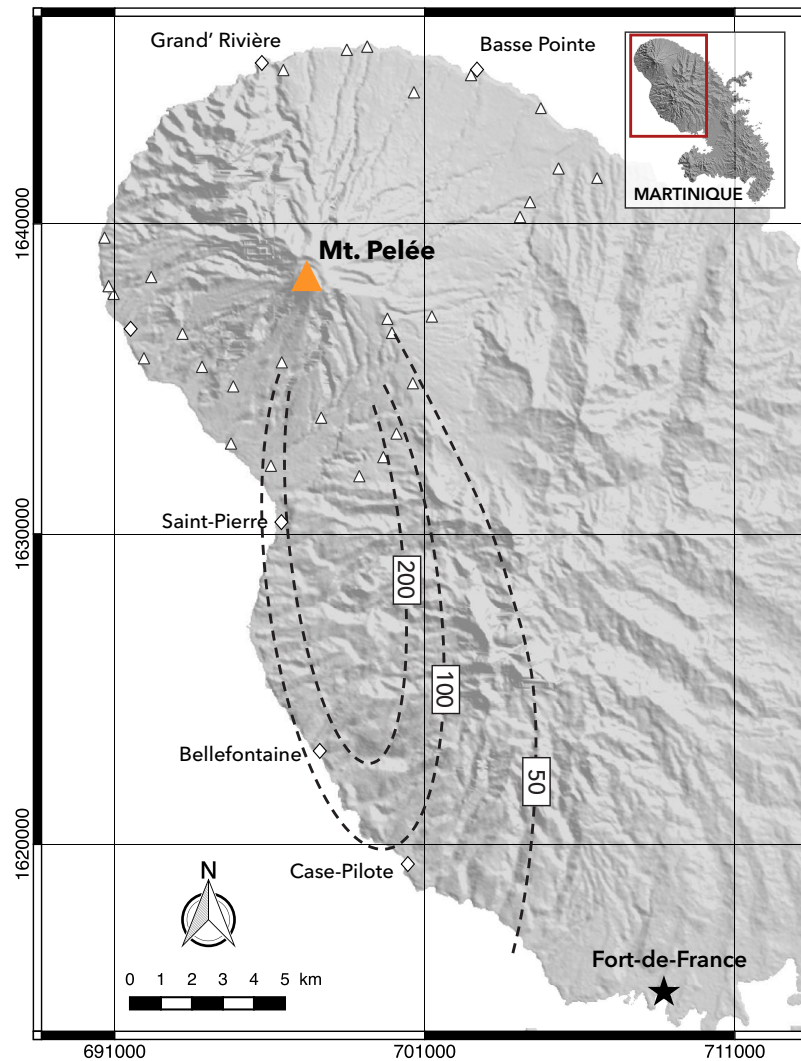 Grand' Rivière
Basse Pointe
MARTINIQUE
1640000
Mt. Pelée
Saint-Pierre
1630000
200
100
Bellefontaine
50
1620000
Case-Pilote
N
Fort-de-France
0 1 2 3 4 5 km
691000
701000
711000